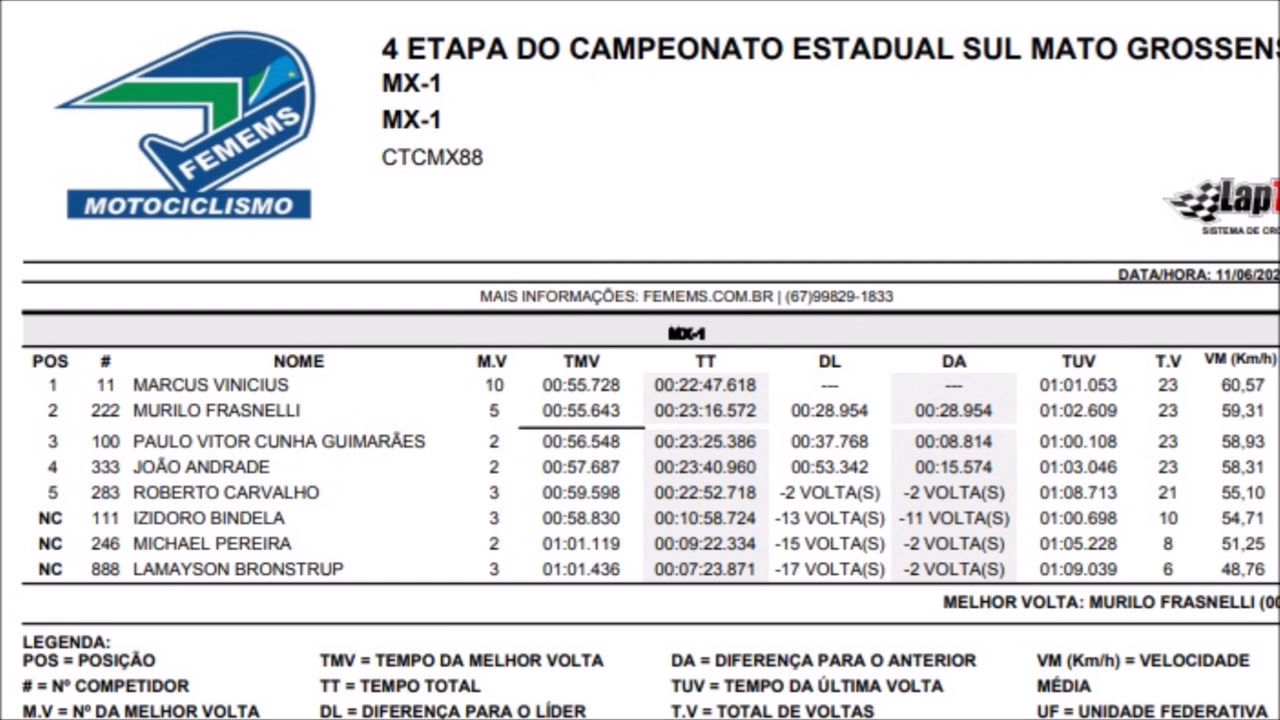 FEMEMS
MOTOCICLISMO
4 ETAPA DO CAMPEONATO ESTADUAL SUL MATO GROSSENS
MX-1
MX-1
CTCMX88
LapT
SISTEMA DE CRO
DATA/HORA: 11/06/202
MAIS INFORMAÇÕES: FEMEMS.COM.BR | (67)99829-1833
MX-1
POS # NOME M.V TMV TT DL DA TUV T.V VM (Km/h)
1 11 MARCUS VINICIUS 10 00:55.728 00:22:47.618 --- --- 01:01.053 23 60,57
2 222 MURILO FRASNELLI 5 00:55.643 00:23:16.572 00:28.954 00:28.954 01:02.609 23 59,31
3 100 PAULO VITOR CUNHA GUIMARÃES 2 00:56.548 00:23:25.386 00:37.768 00:08.814 01:00.108 23 58,93
4 333 JOÃO ANDRADE 2 00:57.687 00:23:40.960 00:53.342 00:15.574 01:03.046 23 58,31
5 283 ROBERTO CARVALHO 3 00:59.598 00:22:52.718 -2 VOLTA(S) -2 VOLTA(S) 01:08.713 21 55,10
NC 111 IZIDORO BINDELA 3 00:58.830 00:10:58.724 -13 VOLTA(S) -11 VOLTA(S) 01:00.698 10 54,71
NC 246 MICHAEL PEREIRA 2 01:01.119 00:09:22.334 -15 VOLTA(S) -2 VOLTA(S) 01:05.228 8 51,25
NC 888 LAMAYSON BRONSTRUP 3 01:01.436 00:07:23.871 -17 VOLTA(S) -2 VOLTA(S) 01:09.039 6 48,76
MELHOR VOLTA: MURILO FRASNELLI (00
LEGENDA:
POS = POSIÇÃO TMV = TEMPO DA MELHOR VOLTA DA = DIFERENÇA PARA O ANTERIOR VM (Km/h) = VELOCIDADE
# = Nº COMPETIDOR TT = TEMPO TOTAL TUV = TEMPO DA ÚLTIMA VOLTA MÉDIA
M.V = Nº DA MELHOR VOLTA DL = DIFERENÇA PARA O LÍDER T.V = TOTAL DE VOLTAS UF = UNIDADE FEDERATIVA